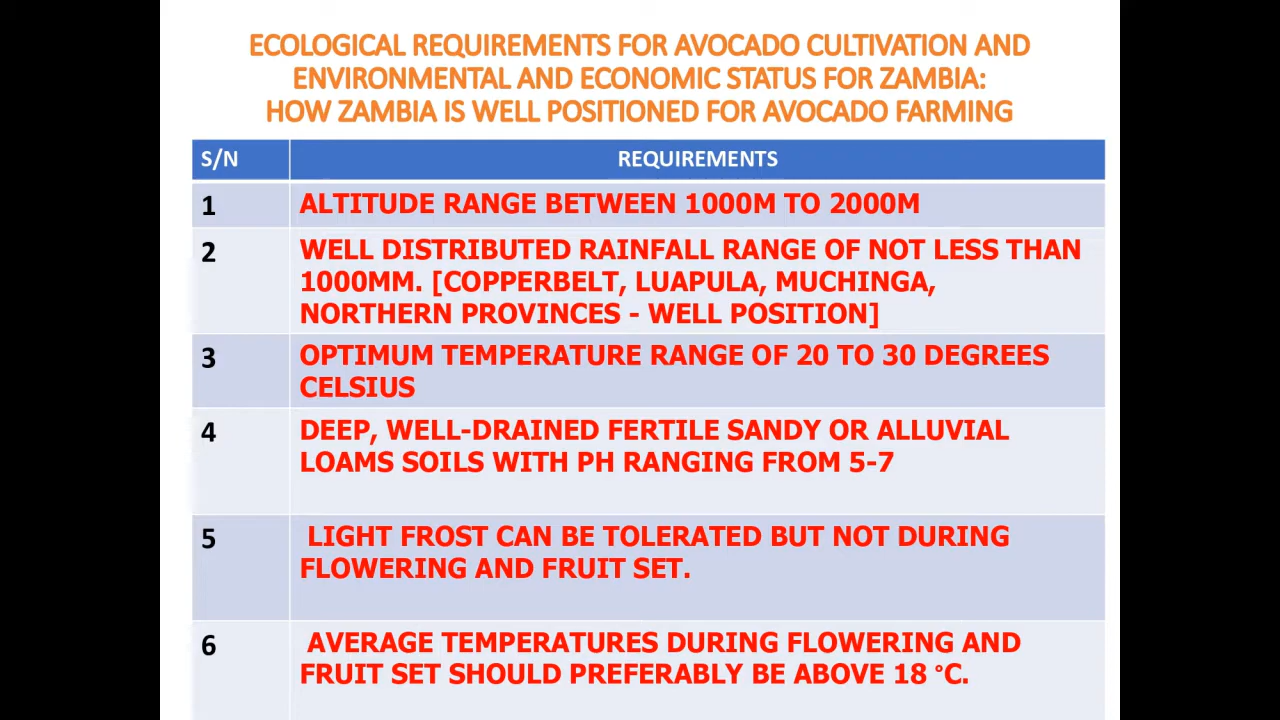 ECOLOGICAL REQUIREMENTS FOR AVOCADO CULTIVATION AND
ENVIRONMENTAL AND ECONOMIC STATUS FOR ZAMBIA:
HOW ZAMBIA IS WELL POSITIONED FOR AVOCADO FARMING
S/N REQUIREMENTS
1 ALTITUDE RANGE BETWEEN 1000M TO 2000M
2 WELL DISTRIBUTED RAINFALL RANGE OF NOT LESS THAN
1000MM. [COPPERBELT, LUAPULA, MUCHINGA,
NORTHERN PROVINCES - WELL POSITION]
3 OPTIMUM TEMPERATURE RANGE OF 20 TO 30 DEGREES
CELSIUS
4 DEEP, WELL-DRAINED FERTILE SANDY OR ALLUVIAL
LOAMS SOILS WITH PH RANGING FROM 5-7
5 LIGHT FROST CAN BE TOLERATED BUT NOT DURING
FLOWERING AND FRUIT SET.
6 AVERAGE TEMPERATURES DURING FLOWERING AND
FRUIT SET SHOULD PREFERABLY BE ABOVE 18 °C.